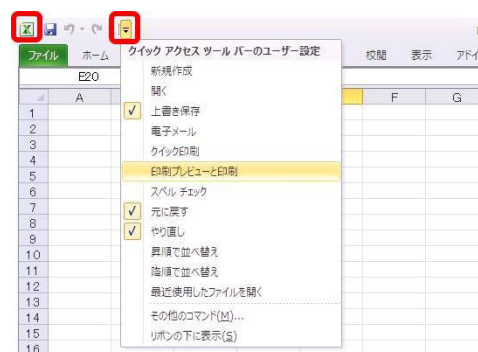 ファイル ホーム 校閲 表示
E20
クイック アクセス ツール バーのユーザー設定
新規作成
開く
上書き保存
電子メール
クイック印刷
印刷プレビューと印刷
スペル チェック
元に戻す
やり直し
昇順で並べ替え
降順で並べ替え
最近使用したファイルを開く
その他のコマンド(M)...
リボンの下に表示(S)
A F G
1
2
3
4
5
6
7
8
9
10
11
12
13
14
15
16